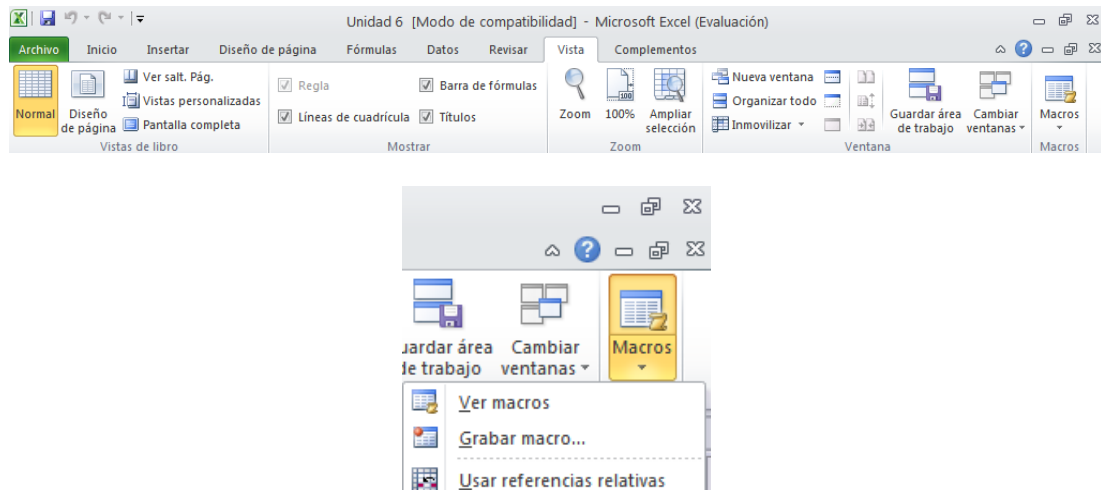 Unidad 6 [Modo de compatibilidad] - Microsoft Excel (Evaluación)
Archivo Inicio Insertar Diseño de página Fórmulas Datos Revisar Vista Complementos
Normal
Diseño de página
Ver salt. Pág.
Vistas personalizadas
Pantalla completa
Vistas de libro
Regla
Líneas de cuadrícula
Barra de fórmulas
Títulos
Mostrar
Zoom
100%
Ampliar selección
Zoom
Nueva ventana
Organizar todo
Inmovilizar
Guardar área de trabajo
Cambiar ventanas
Ventana
Macros
Macros
uardar área
de trabajo
Cambiar
ventanas
Macros
Ver macros
Grabar macro...
Usar referencias relativas